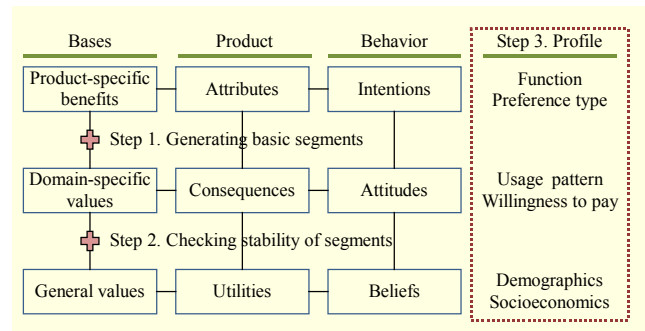 Bases Product Behavior Step 3. Profile
Product-specific
benefits
Attributes
Intentions
Function
Preference type
Step 1. Generating basic segments
Domain-specific
values
Consequences
Attitudes
Usage pattern
Willingness to pay
Step 2. Checking stability of segments
General values
Utilities
Beliefs
Demographics
Socioeconomics